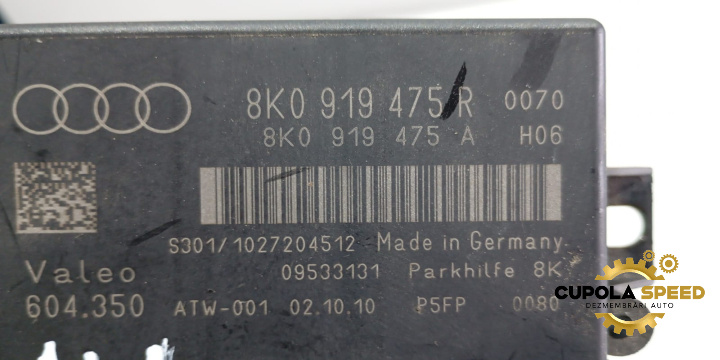 8K0 919 475 R 0070
8K0 919 475 A H06
S301/1027204512 Made in Germany
Valeo 09533131 Parkhilfe 8K
604.350 ATW-001 02.10.10 P5FP 0080
CUPOLA SPEED
DEZMEMBRĂRI AUTO